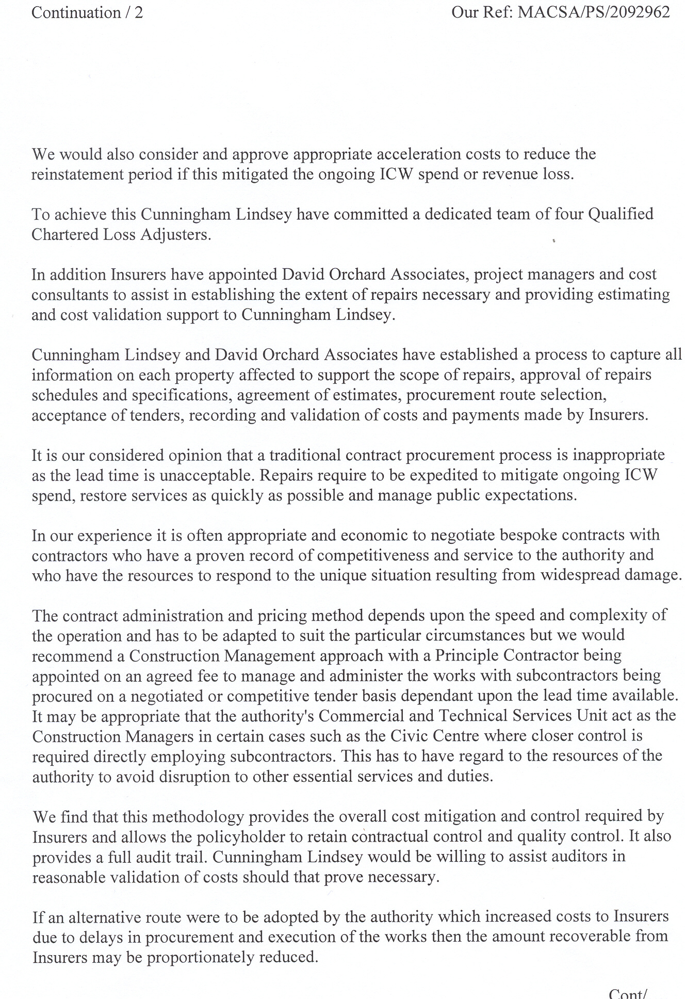 Continuation / 2 Our Ref: MACSA/PS/2092962
We would also consider and approve appropriate acceleration costs to reduce the
reinstatement period if this mitigated the ongoing ICW spend or revenue loss.
To achieve this Cunningham Lindsey have committed a dedicated team of four Qualified
Chartered Loss Adjusters.
In addition Insurers have appointed David Orchard Associates, project managers and cost
consultants to assist in establishing the extent of repairs necessary and providing estimating
and cost validation support to Cunningham Lindsey.
Cunningham Lindsey and David Orchard Associates have established a process to capture all
information on each property affected to support the scope of repairs, approval of repairs
schedules and specifications, agreement of estimates, procurement route selection,
acceptance of tenders, recording and validation of costs and payments made by Insurers.
It is our considered opinion that a traditional contract procurement process is inappropriate
as the lead time is unacceptable. Repairs require to be expedited to mitigate ongoing ICW
spend, restore services as quickly as possible and manage public expectations.
In our experience it is often appropriate and economic to negotiate bespoke contracts with
contractors who have a proven record of competitiveness and service to the authority and
who have the resources to respond to the unique situation resulting from widespread damage.
The contract administration and pricing method depends upon the speed and complexity of
the operation and has to be adapted to suit the particular circumstances but we would
recommend a Construction Management approach with a Principle Contractor being
appointed on an agreed fee to manage and administer the works with subcontractors being
procured on a negotiated or competitive tender basis dependant upon the lead time available.
It may be appropriate that the authority's Commercial and Technical Services Unit act as the
Construction Managers in certain cases such as the Civic Centre where closer control is
required directly employing subcontractors. This has to have regard to the resources of the
authority to avoid disruption to other essential services and duties.
We find that this methodology provides the overall cost mitigation and control required by
Insurers and allows the policyholder to retain contractual control and quality control. It also
provides a full audit trail. Cunningham Lindsey would be willing to assist auditors in
reasonable validation of costs should that prove necessary.
If an alternative route were to be adopted by the authority which increased costs to Insurers
due to delays in procurement and execution of the works then the amount recoverable from
Insurers may be proportionately reduced.
Cont/....